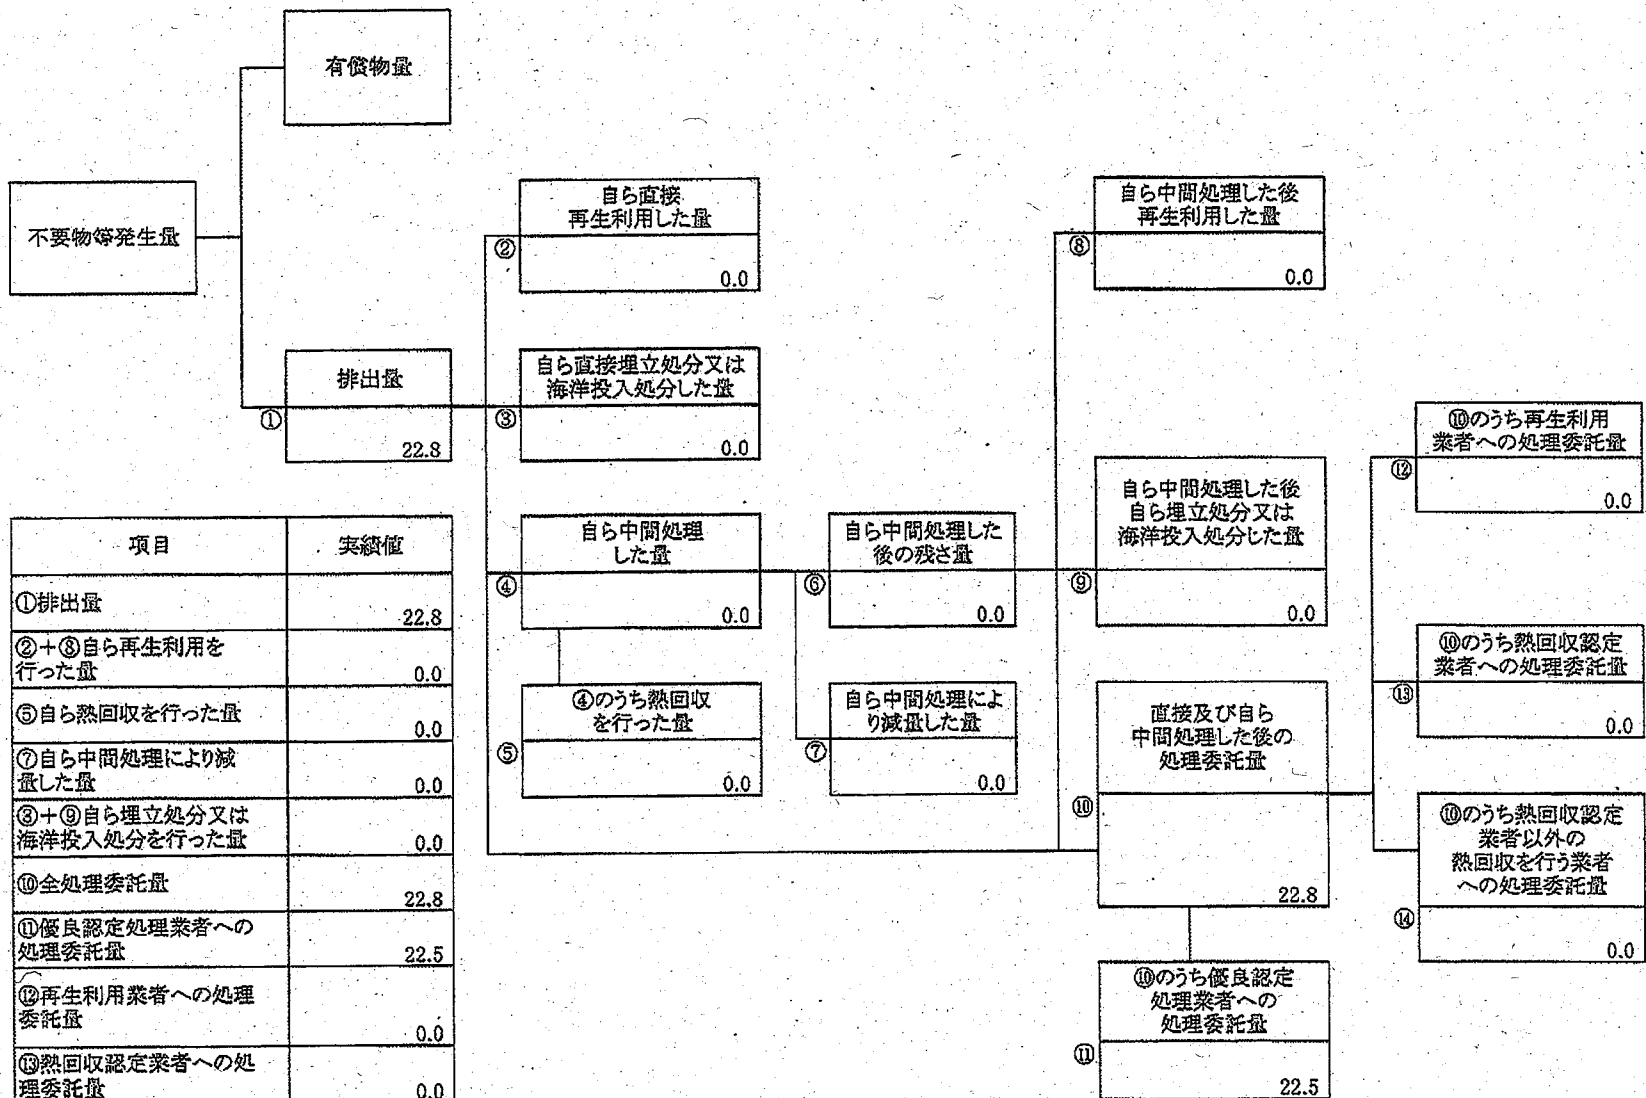 有償物量
不要物等発生量
排出量
①
22.8
自ら直接
再生利用した量
②
0.0
自ら直接埋立処分又は
海洋投入処分した量
③
0.0
自ら中間処理
した量
④
0.0
④のうち熱回収
を行った量
⑤
0.0
自ら中間処理した
後の残さ量
⑥
0.0
自ら中間処理によ
り減量した量
⑦
0.0
自ら中間処理した後
再生利用した量
⑧
0.0
自ら中間処理した後
自ら埋立処分又は
海洋投入処分した量
⑨
0.0
直接及び自ら
中間処理した後の
処理委託量
⑩
22.8
⑩のうち優良認定
処理業者への
処理委託量
⑪
22.5
⑩のうち再生利用
業者への処理委託量
⑫
0.0
⑩のうち熱回収認定
業者への処理委託量
⑬
0.0
⑩のうち熱回収認定
業者以外の
熱回収を行う業者
への処理委託量
⑭
0.0
項目 実績値
①排出量
22.8
②+⑧自ら再生利用を
行った量 0.0
⑤自ら熱回収を行った量
0.0
⑦自ら中間処理により減
量した量 0.0
③+⑨自ら埋立処分又は
海洋投入処分を行った量 0.0
⑩全処理委託量
22.8
⑪優良認定処理業者への
処理委託量 22.5
⑫再生利用業者への処理
委託量
0.0
⑬熱回収認定業者への処
理委託量 0.0